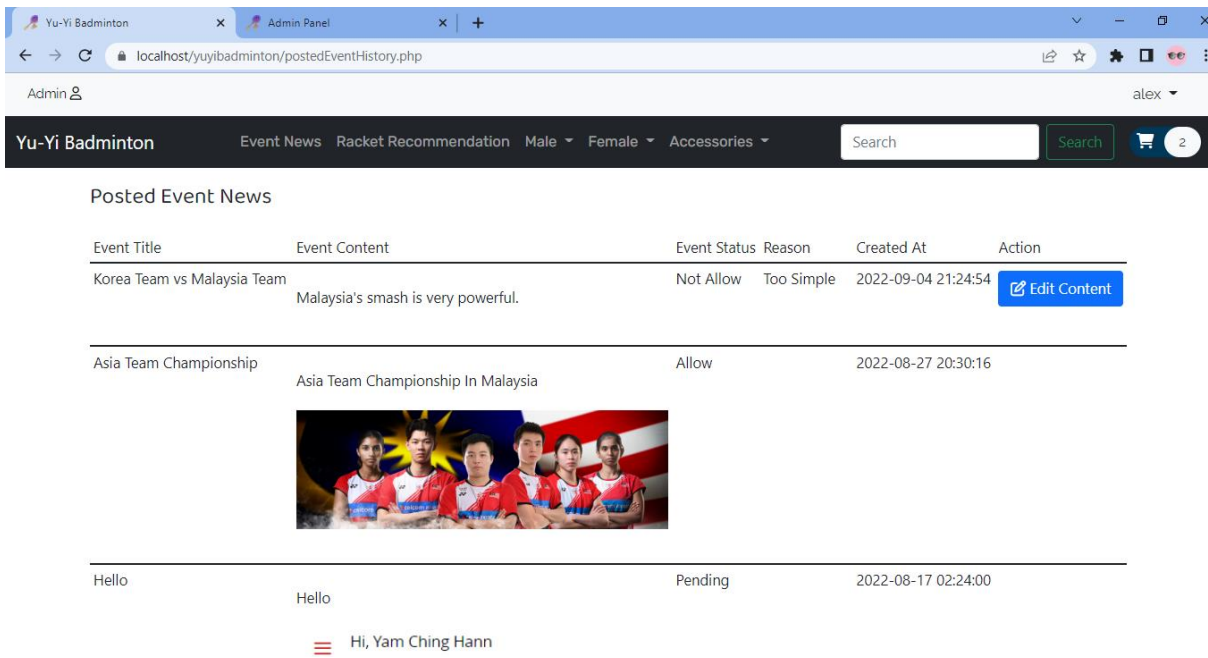 Yu-Yi Badminton
Admin Panel
localhost/yuyibadminton/postedEventHistory.php
Admin
alex
Yu-Yi Badminton Event News Racket Recommendation Male Female Accessories Search Search 2
Posted Event News
Event Title Event Content Event Status Reason Created At Action
Korea Team vs Malaysia Team Malaysia's smash is very powerful. Not Allow Too Simple 2022-09-04 21:24:54 Edit Content
Asia Team Championship Asia Team Championship In Malaysia Allow 2022-08-27 20:30:16
Hello Hello Pending 2022-08-17 02:24:00
Hi, Yam Ching Hann